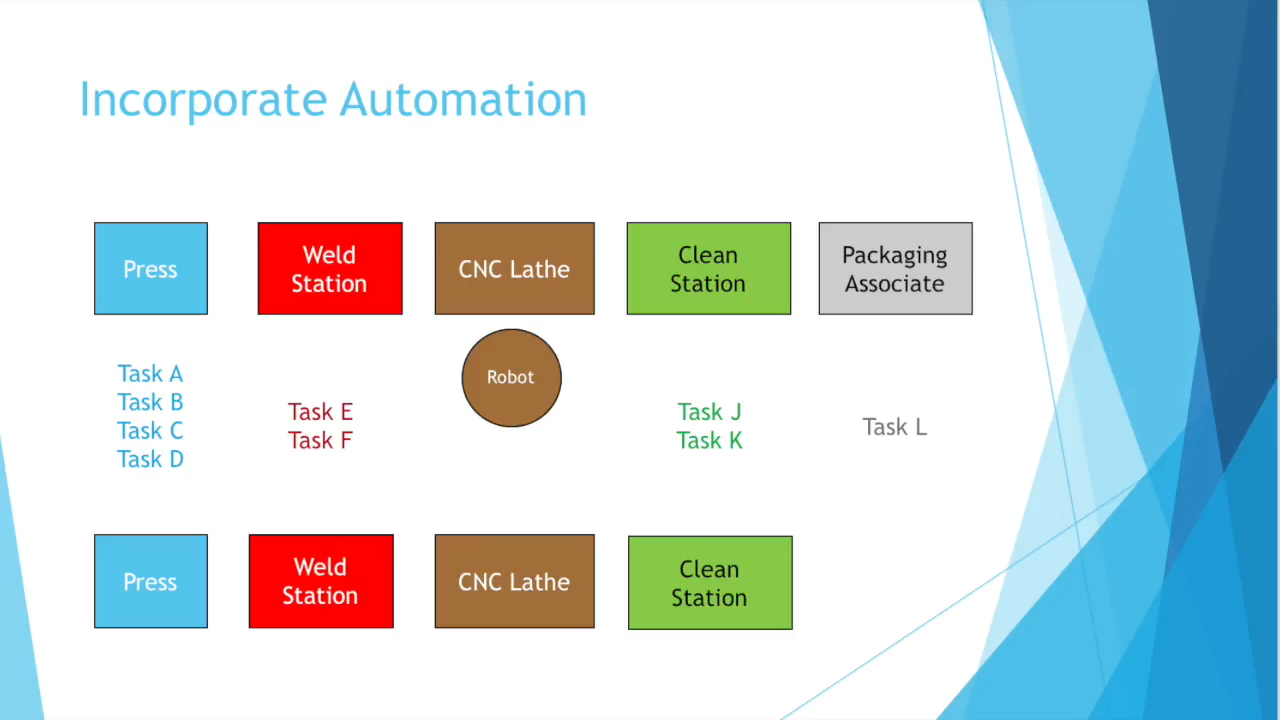 Incorporate Automation
Press
Weld
Station
CNC Lathe
Clean
Station
Packaging
Associate
Robot
Task A
Task B
Task C
Task D
Task E
Task F
Task J
Task K
Task L
Press
Weld
Station
CNC Lathe
Clean
Station